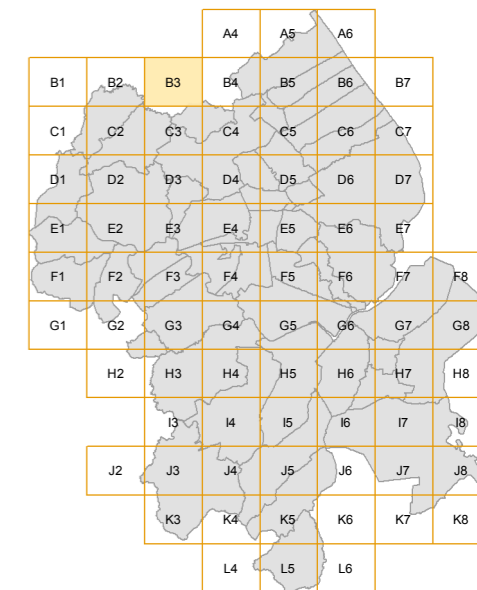 A4 A5 A6
B1 B2 B3 B4 B5 B6 B7
C1 C2 C3 C4 C5 C6 C7
D1 D2 D3 D4 D5 D6 D7
E1 E2 E3 E4 E5 E6 E7
F1 F2 F3 F4 F5 F6 F7 F8
G1 G2 G3 G4 G5 G6 G7 G8
H2 H3 H4 H5 H6 H7 H8
I3 I4 I5 I6 I7 I8
J2 J3 J4 J5 J6 J7 J8
K3 K4 K5 K6 K7 K8
L4 L5 L6